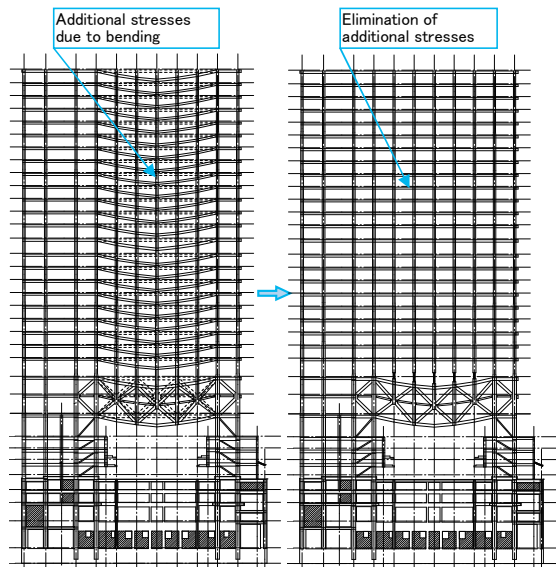 Additional stresses
due to bending
Elimination of
additional stresses